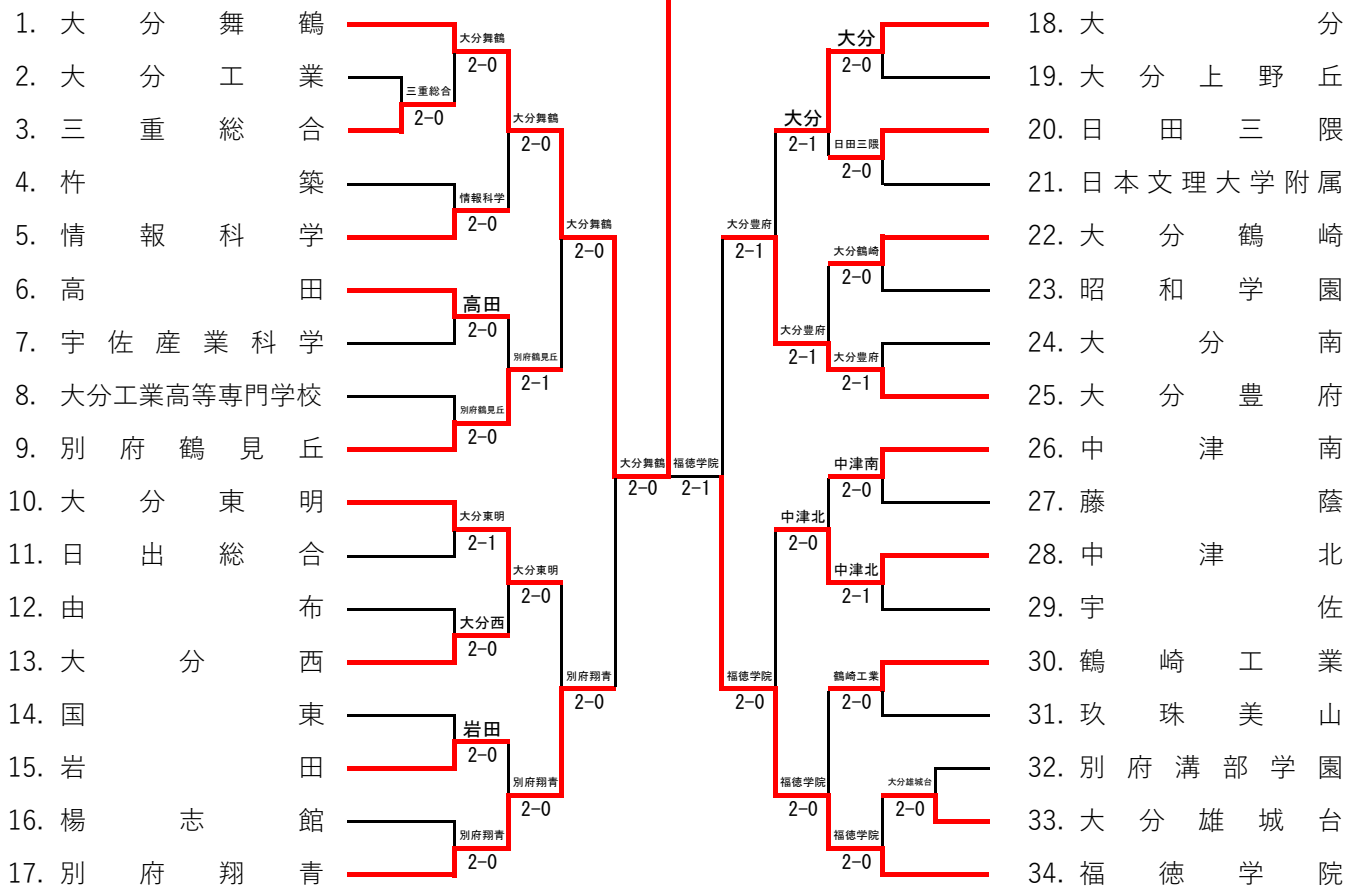 1. 大分舞鶴
2. 大分工業
3. 三重総合
4. 杵築
5. 情報科学
6. 高田
7. 宇佐産業科学
8. 大分工業高等専門学校
9. 別府鶴見丘
10. 大分東明
11. 日出総合
12. 由布
13. 大分西
14. 国東
15. 岩田
16. 楊志館
17. 別府翔青
三重総合
2-0
大分舞鶴
2-0
情報科学
2-0
高田
2-0
別府鶴見丘
2-0
大分東明
2-1
大分西
2-0
岩田
2-0
別府翔青
2-0
大分舞鶴
2-0
別府鶴見丘
2-1
大分東明
2-0
別府翔青
2-0
大分舞鶴
2-0
別府翔青
2-0
大分舞鶴
2-0
福徳学院
2-1
大分豊府
2-1
福徳学院
2-0
大分
2-1
大分豊府
2-1
中津北
2-0
福徳学院
2-0
大分
2-0
日田三隈
2-0
大分鶴崎
2-0
大分豊府
2-1
中津南
2-0
中津北
2-1
鶴崎工業
2-0
福徳学院
2-0
大分雄城台
2-0
18. 大分
19. 大分上野丘
20. 日田三隈
21. 日本文理大学附属
22. 大分鶴崎
23. 昭和学園
24. 大分南
25. 大分豊府
26. 中津南
27. 藤蔭
28. 中津北
29. 宇佐
30. 鶴崎工業
31. 玖珠美山
32. 別府溝部学園
33. 大分雄城台
34. 福徳学院